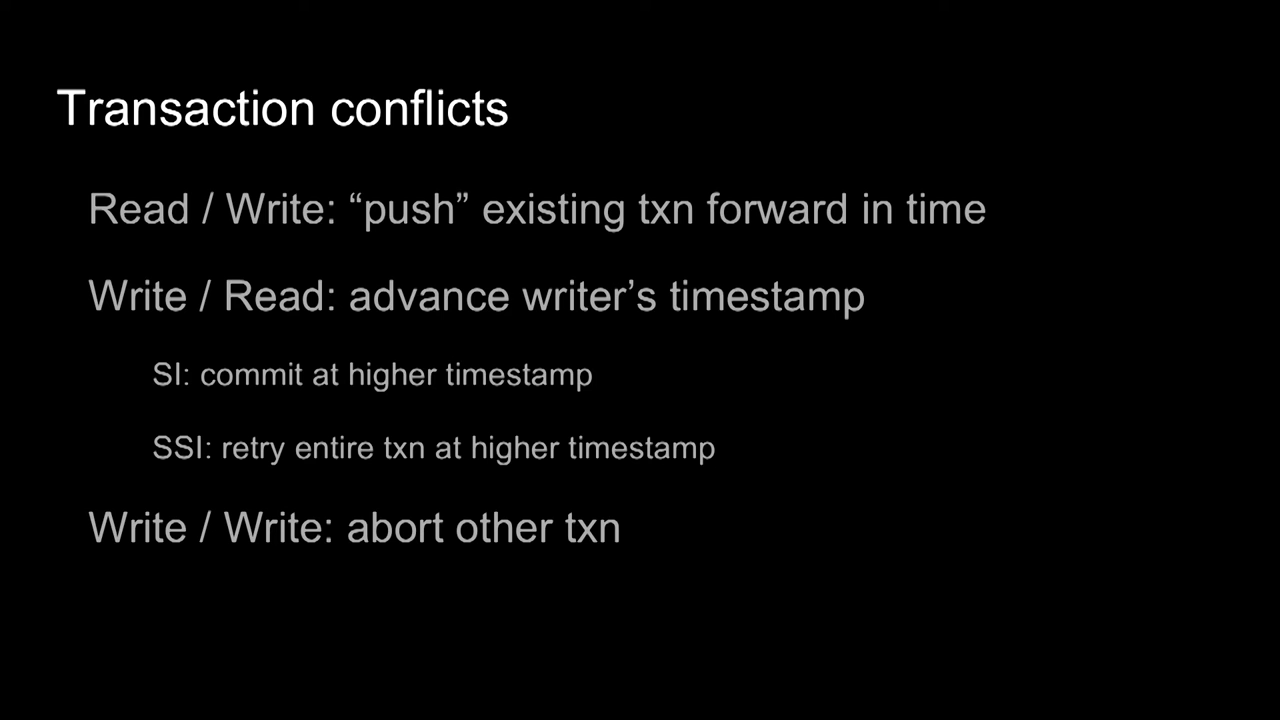 Transaction conflicts
Read / Write: “push” existing txn forward in time
Write / Read: advance writer’s timestamp
SI: commit at higher timestamp
SSI: retry entire txn at higher timestamp
Write / Write: abort other txn